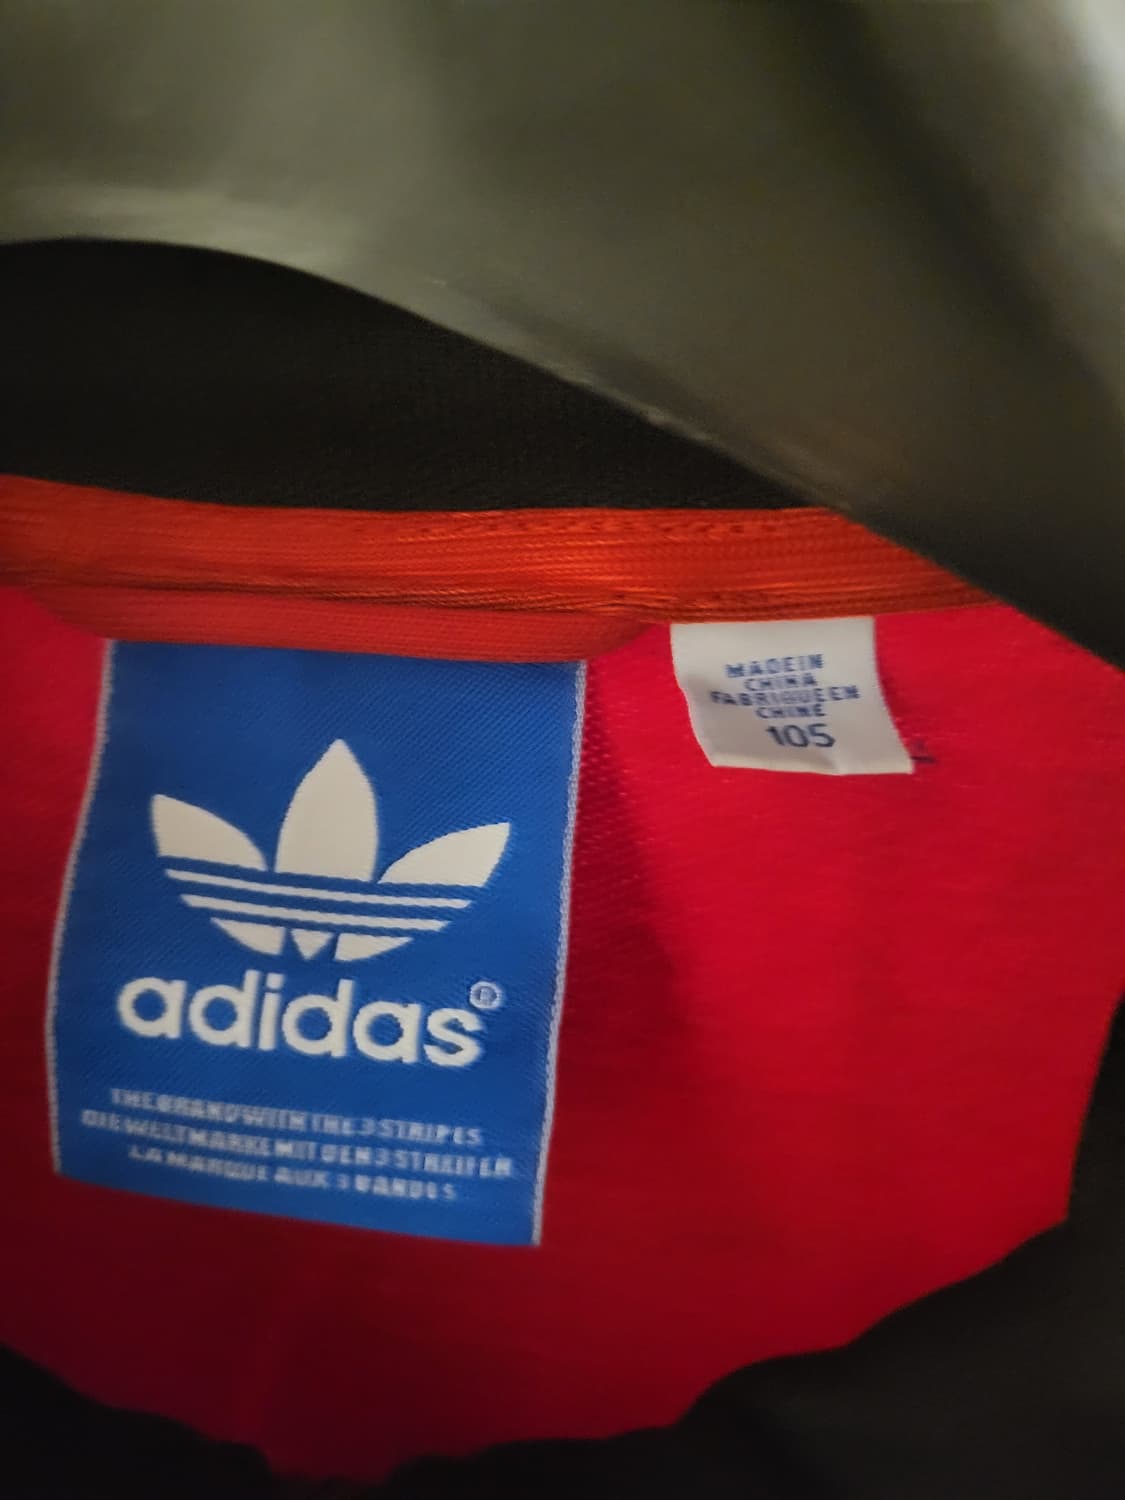 adidas®
THE BRAND WITH THE 3 STRIPES
DIE WELTMARKE MIT DEN 3 STREIFEN
LA MARQUE AUX 3 BANDES
MADE IN
CHINA
FABRIQUE EN
CHINE
105